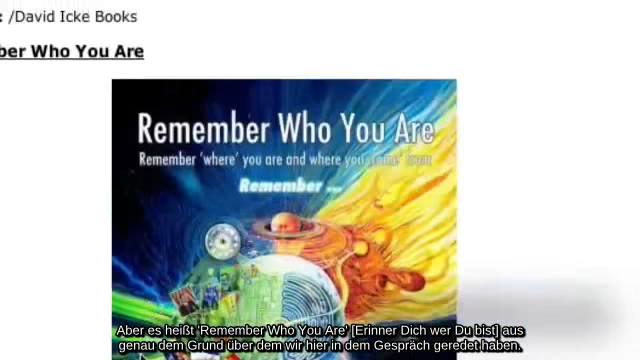 : /David Icke Books
ber Who You Are
Remember Who You Are
Remember 'where' you are and where you 'come' from
Remember ...
Aber es heißt 'Remember Who You Are' [Erinner Dich wer Du bist] aus
genau dem Grund über dem wir hier in dem Gespräch geredet haben.